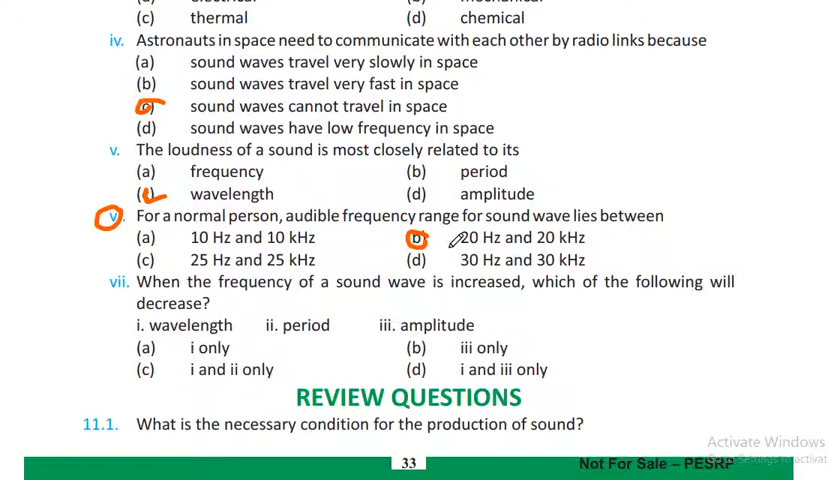 (c) thermal (d) chemical
iv. Astronauts in space need to communicate with each other by radio links because
(a) sound waves travel very slowly in space
(b) sound waves travel very fast in space
(c) sound waves cannot travel in space
(d) sound waves have low frequency in space
v. The loudness of a sound is most closely related to its
(a) frequency (b) period
wavelength (d) amplitude
For a normal person, audible frequency range for sound wave lies between
(a) 10 Hz and 10 kHz (b) 20 Hz and 20 kHz
(c) 25 Hz and 25 kHz (d) 30 Hz and 30 kHz
vii. When the frequency of a sound wave is increased, which of the following will
decrease?
i. wavelength ii. period iii. amplitude
(a) i only (b) iii only
(c) i and ii only (d) i and iii only
REVIEW QUESTIONS
11.1. What is the necessary condition for the production of sound?
Activate Windows
33
Not For Sale – PESRP